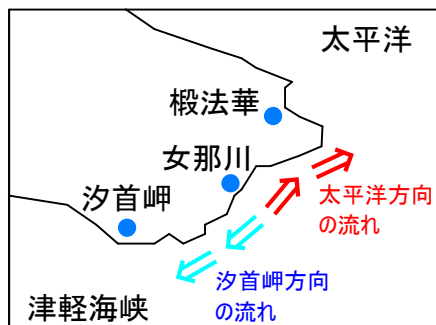 太平洋
椴法華
女那川
汐首岬
太平洋方向
の流れ
汐首岬方向
の流れ
津軽海峡